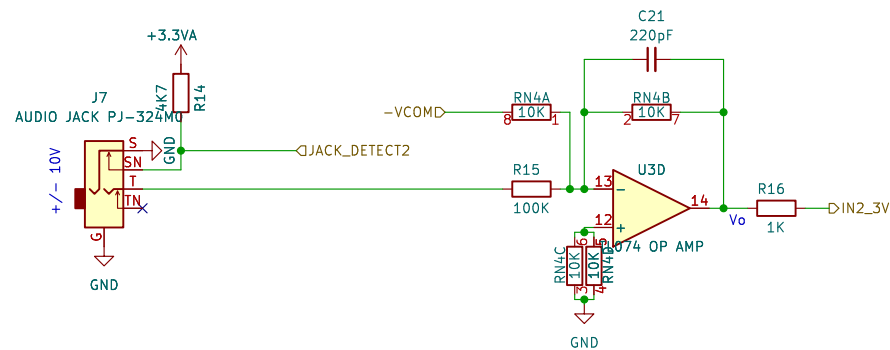 C21
220pF
+3.3VA
4K7
R14
J7
AUDIO JACK PJ-324M0
RN4A
10K
8
1
RN4B
10K
2
7
-VCOM
S
GND
SN
JACK_DETECT2
+/- 10V
T
TN
G
GND
R15
100K
U3D
13
12
14
Vo
R16
1K
IN2_3V
TL074 OP AMP
RN4C
10K
6
3
RN4D
10K
5
4
GND